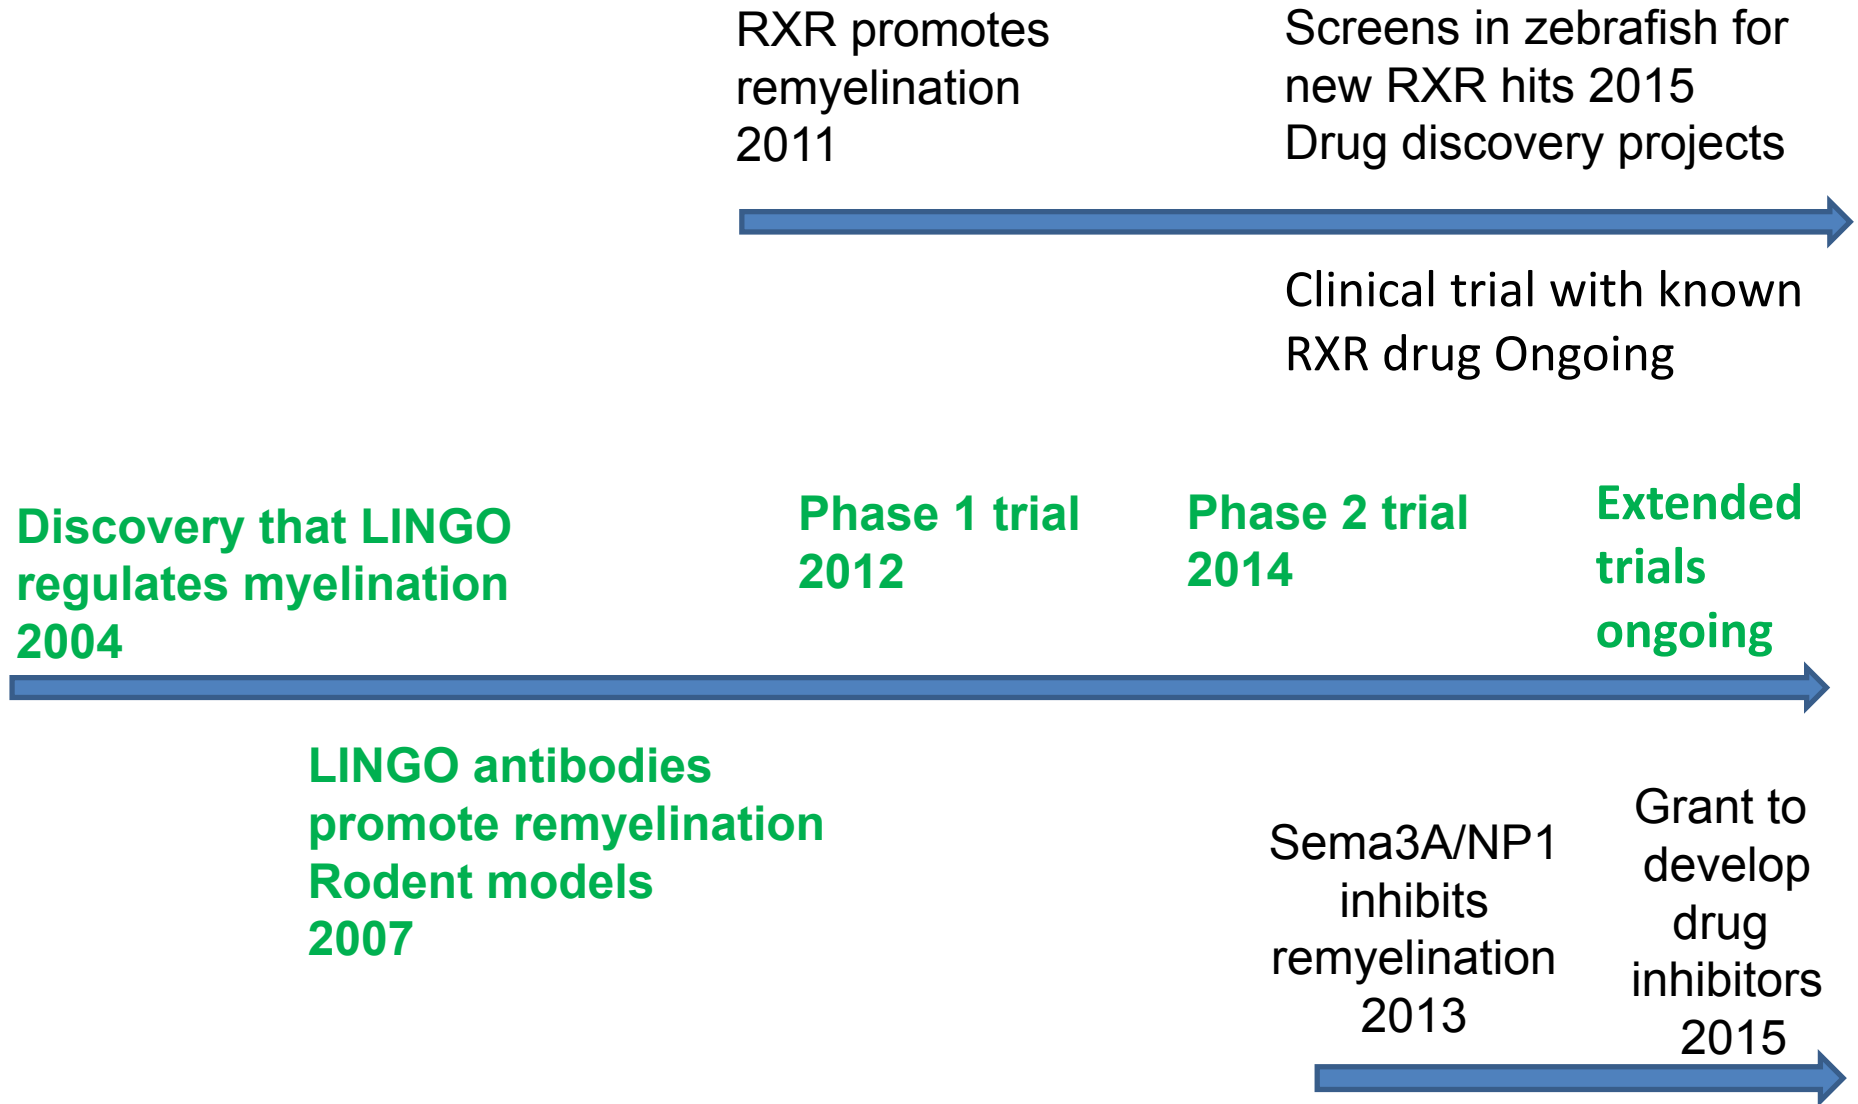 RXR promotes
remyelination
2011
Screens in zebrafish for
new RXR hits 2015
Drug discovery projects
Clinical trial with known
RXR drug Ongoing
Discovery that LINGO
regulates myelination
2004
Phase 1 trial
2012
Phase 2 trial
2014
Extended
trials
ongoing
LINGO antibodies
promote remyelination
Rodent models
2007
Sema3A/NP1
inhibits
remyelination
2013
Grant to
develop
drug
inhibitors
2015